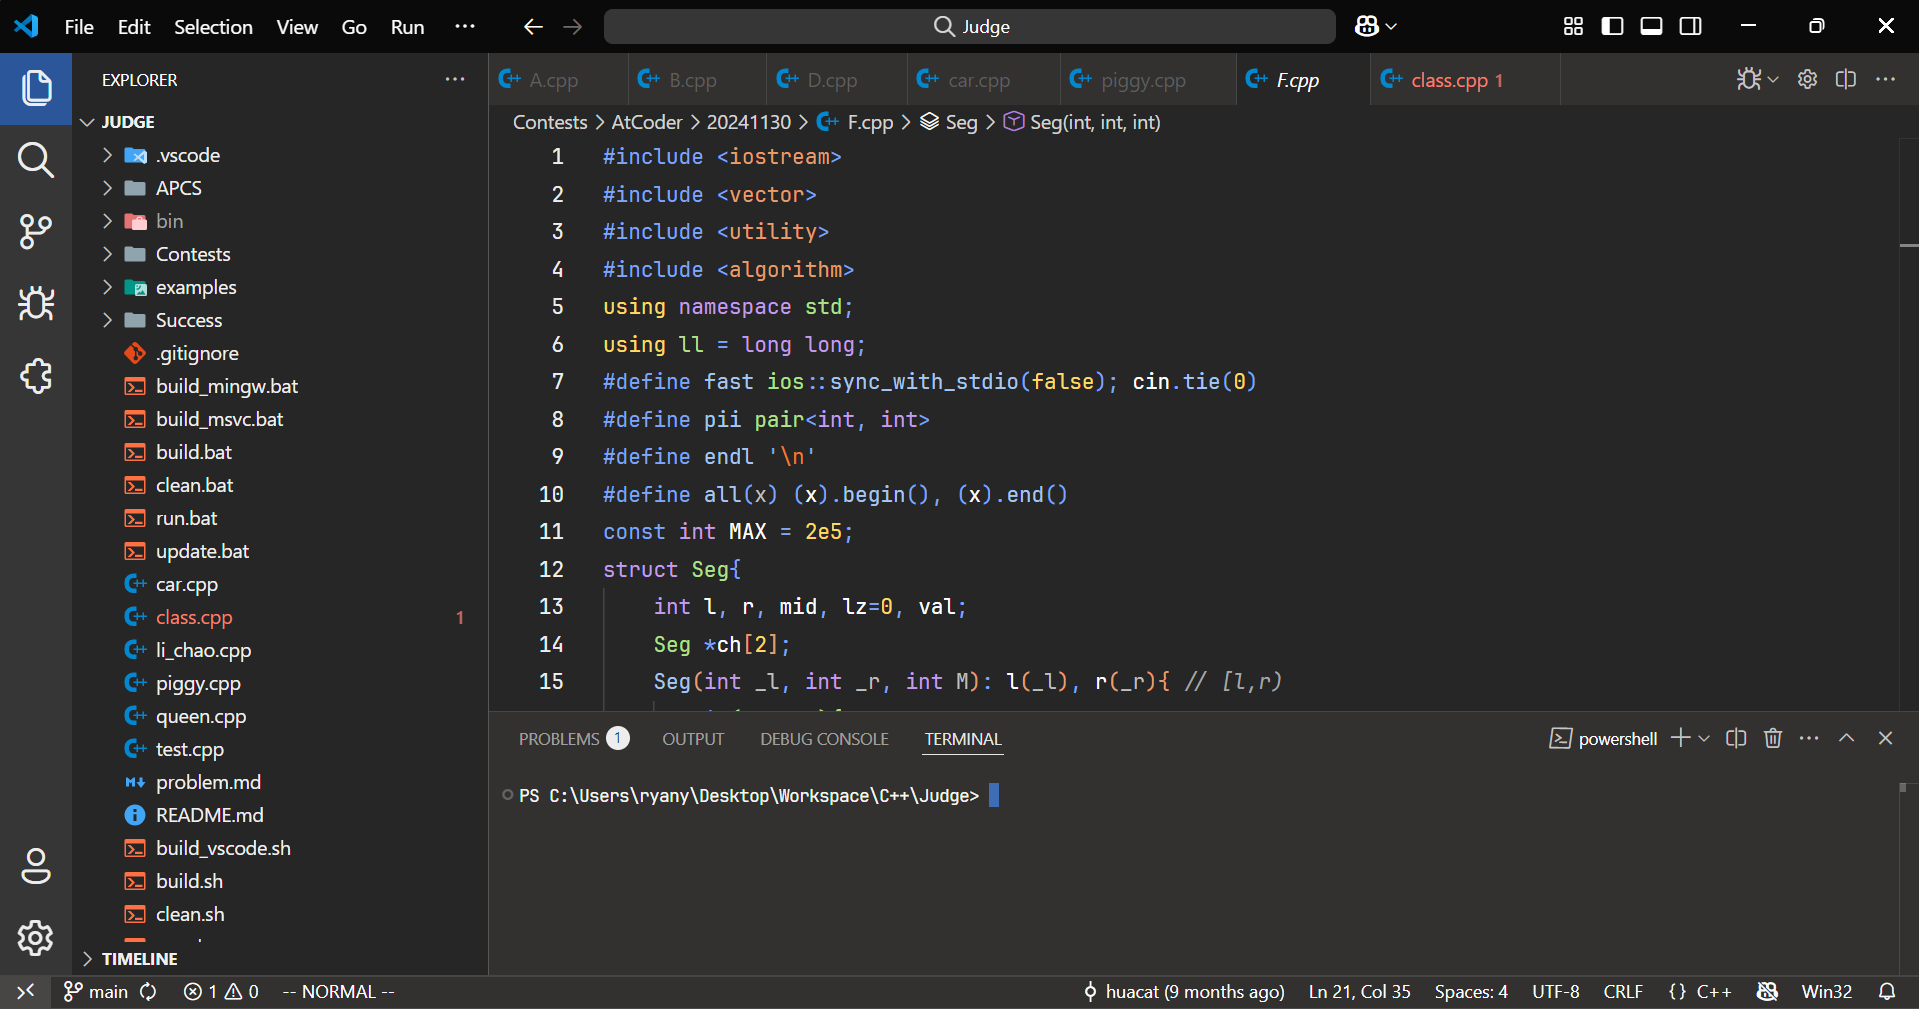 File Edit Selection View Go Run ··· Judge
EXPLORER ···
JUDGE
.vscode
APCS
bin
Contests
examples
Success
.gitignore
build_mingw.bat
build_msvc.bat
build.bat
clean.bat
run.bat
update.bat
car.cpp
class.cpp 1
li_chao.cpp
piggy.cpp
queen.cpp
test.cpp
problem.md
README.md
build_vscode.sh
build.sh
clean.sh
TIMELINE
A.cpp B.cpp D.cpp car.cpp piggy.cpp F.cpp class.cpp 1
Contests > AtCoder > 20241130 > F.cpp > Seg > Seg(int, int, int)
1 #include <iostream>
2 #include <vector>
3 #include <utility>
4 #include <algorithm>
5 using namespace std;
6 using ll = long long;
7 #define fast ios::sync_with_stdio(false); cin.tie(0)
8 #define pii pair<int, int>
9 #define endl '\n'
10 #define all(x) (x).begin(), (x).end()
11 const int MAX = 2e5;
12 struct Seg{
13 int l, r, mid, lz=0, val;
14 Seg *ch[2];
15 Seg(int _l, int _r, int M): l(_l), r(_r){ // [l,r)
PROBLEMS 1 OUTPUT DEBUG CONSOLE TERMINAL powershell
PS C:\Users\ryany\Desktop\Workspace\C++\Judge>
main 1 0 -- NORMAL -- huacat (9 months ago) Ln 21, Col 35 Spaces: 4 UTF-8 CRLF {} C++ Win32